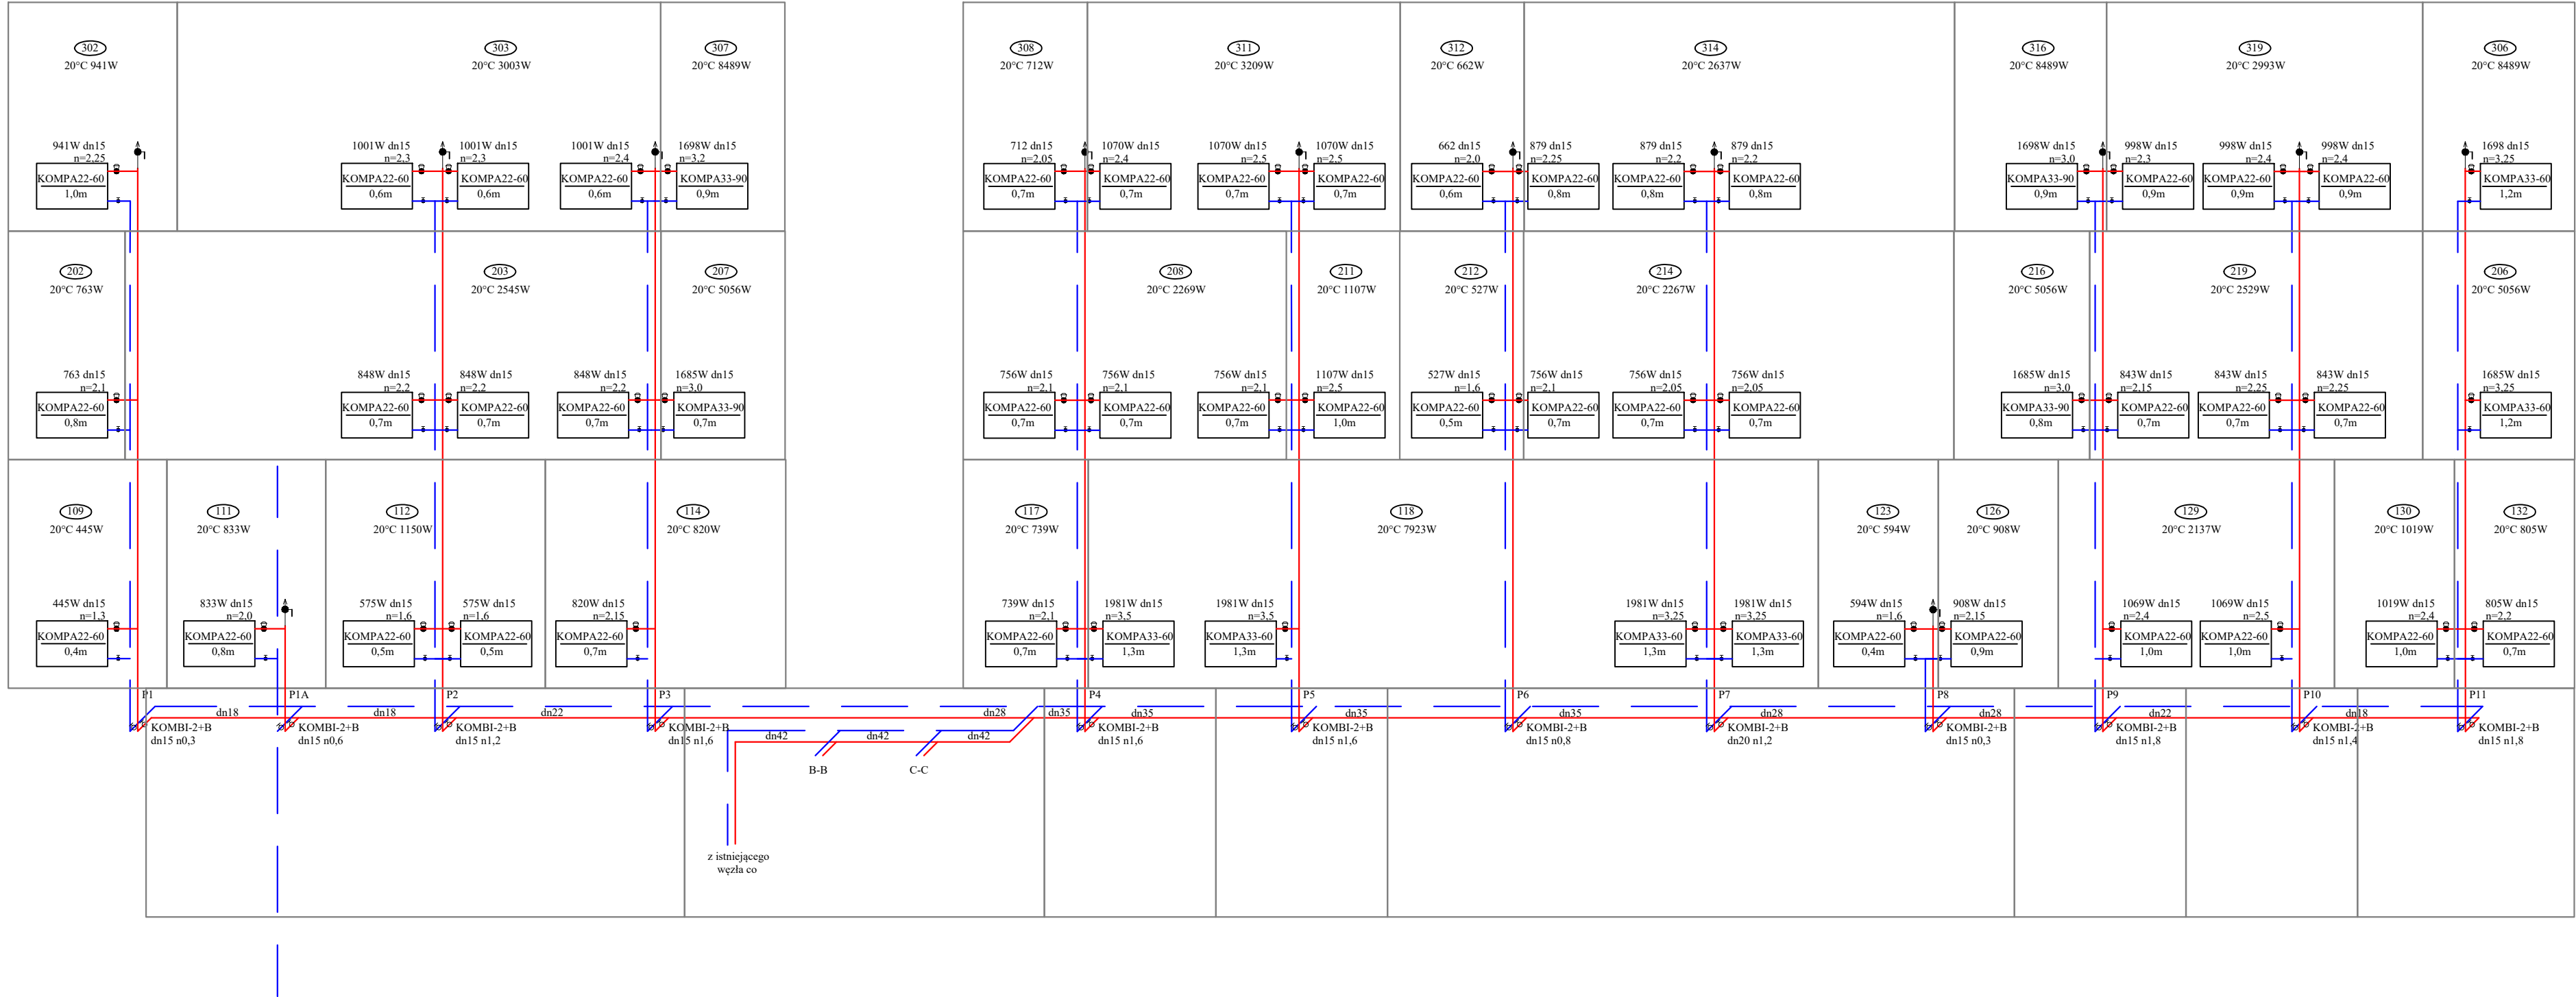 302
20°C 941W
303
20°C 3003W
307
20°C 8489W
308
20°C 712W
311
20°C 3209W
312
20°C 662W
314
20°C 2637W
316
20°C 8489W
319
20°C 2993W
306
20°C 8489W
941W dn15
n=2,25
KOMPA22-60
1,0m
1001W dn15
n=2,3
KOMPA22-60
0,6m
1001W dn15
n=2,3
KOMPA22-60
0,6m
1001W dn15
n=2,4
KOMPA22-60
0,6m
1698W dn15
n=3,2
KOMPA33-90
0,9m
712 dn15
n=2,05
KOMPA22-60
0,7m
1070W dn15
n=2,4
KOMPA22-60
0,7m
1070W dn15
n=2,5
KOMPA22-60
0,7m
1070W dn15
n=2,5
KOMPA22-60
0,7m
662 dn15
n=2,0
KOMPA22-60
0,6m
879 dn15
n=2,25
KOMPA22-60
0,8m
879 dn15
n=2,2
KOMPA22-60
0,8m
879 dn15
n=2,2
KOMPA22-60
0,8m
1698W dn15
n=3,0
KOMPA33-90
0,9m
998W dn15
n=2,3
KOMPA22-60
0,9m
998W dn15
n=2,4
KOMPA22-60
0,9m
998W dn15
n=2,4
KOMPA22-60
0,9m
1698 dn15
n=3,25
KOMPA33-60
1,2m
202
20°C 763W
203
20°C 2545W
207
20°C 5056W
208
20°C 2269W
211
20°C 1107W
212
20°C 527W
214
20°C 2267W
216
20°C 5056W
219
20°C 2529W
206
20°C 5056W
763 dn15
n=2,1
KOMPA22-60
0,8m
848W dn15
n=2,2
KOMPA22-60
0,7m
848W dn15
n=2,2
KOMPA22-60
0,7m
848W dn15
n=2,2
KOMPA22-60
0,7m
1685W dn15
n=3,0
KOMPA33-90
0,7m
756W dn15
n=2,1
KOMPA22-60
0,7m
756W dn15
n=2,1
KOMPA22-60
0,7m
756W dn15
n=2,1
KOMPA22-60
0,7m
1107W dn15
n=2,5
KOMPA22-60
1,0m
527W dn15
n=1,6
KOMPA22-60
0,5m
756W dn15
n=2,1
KOMPA22-60
0,7m
756W dn15
n=2,05
KOMPA22-60
0,7m
756W dn15
n=2,05
KOMPA22-60
0,7m
1685W dn15
n=3,0
KOMPA33-90
0,8m
843W dn15
n=2,15
KOMPA22-60
0,7m
843W dn15
n=2,25
KOMPA22-60
0,7m
843W dn15
n=2,25
KOMPA22-60
0,7m
1685W dn15
n=3,25
KOMPA33-60
1,2m
109
20°C 445W
111
20°C 833W
112
20°C 1150W
114
20°C 820W
117
20°C 739W
118
20°C 7923W
123
20°C 594W
126
20°C 908W
129
20°C 2137W
130
20°C 1019W
132
20°C 805W
445W dn15
n=1,3
KOMPA22-60
0,4m
833W dn15
n=2,0
KOMPA22-60
0,8m
575W dn15
n=1,6
KOMPA22-60
0,5m
575W dn15
n=1,6
KOMPA22-60
0,5m
820W dn15
n=2,15
KOMPA22-60
0,7m
739W dn15
n=2,1
KOMPA22-60
0,7m
1981W dn15
n=3,5
KOMPA33-60
1,3m
1981W dn15
n=3,5
KOMPA33-60
1,3m
1981W dn15
n=3,25
KOMPA33-60
1,3m
1981W dn15
n=3,25
KOMPA33-60
1,3m
594W dn15
n=1,6
KOMPA22-60
0,4m
908W dn15
n=2,15
KOMPA22-60
0,9m
1069W dn15
n=2,4
KOMPA22-60
1,0m
1069W dn15
n=2,5
KOMPA22-60
1,0m
1019W dn15
n=2,4
KOMPA22-60
1,0m
805W dn15
n=2,2
KOMPA22-60
0,7m
P1
P1A
P2
P3
P4
P5
P6
P7
P8
P9
P10
P11
dn18
dn18
dn22
dn28
dn35
dn35
dn35
dn35
dn28
dn28
dn22
dn18
KOMBI-2+B
dn15 n0,3
KOMBI-2+B
dn15 n0,6
KOMBI-2+B
dn15 n1,2
KOMBI-2+B
dn15 n1,6
KOMBI-2+B
dn15 n1,6
KOMBI-2+B
dn15 n1,6
KOMBI-2+B
dn15 n0,8
KOMBI-2+B
dn20 n1,2
KOMBI-2+B
dn15 n0,3
KOMBI-2+B
dn15 n1,8
KOMBI-2+B
dn15 n1,4
KOMBI-2+B
dn15 n1,8
dn42
dn42
dn42
B-B
C-C
z istniejącego
węzła co